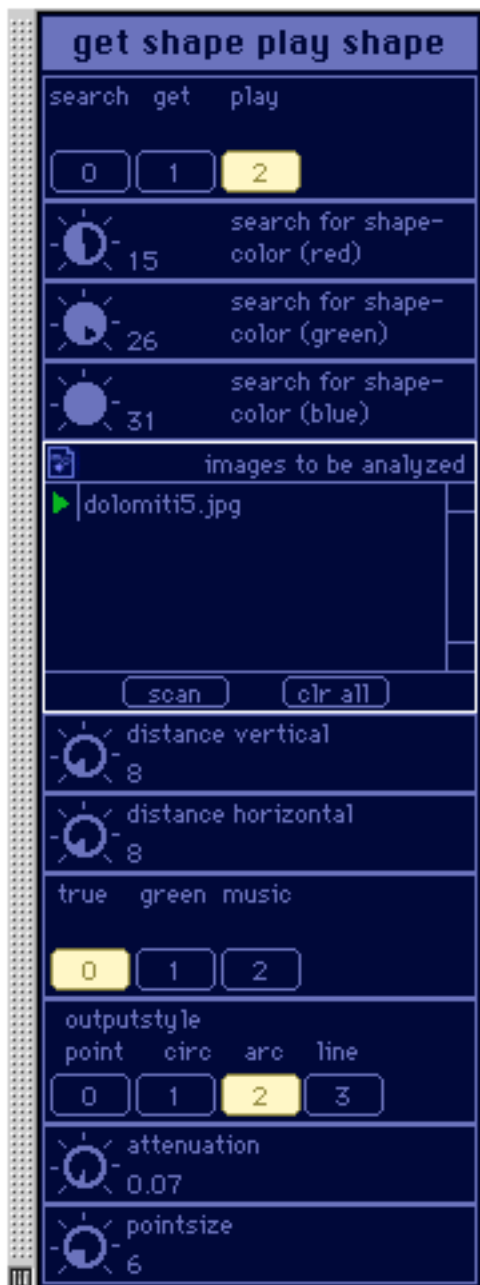 get shape play shape
search get play
0 1 2
search for shape-
15 color (red)
search for shape-
26 color (green)
search for shape-
31 color (blue)
images to be analyzed
dolomiti5.jpg
scan clr all
distance vertical
8
distance horizontal
8
true green music
0 1 2
outputstyle
point circ arc line
0 1 2 3
attenuation
0.07
pointsize
6